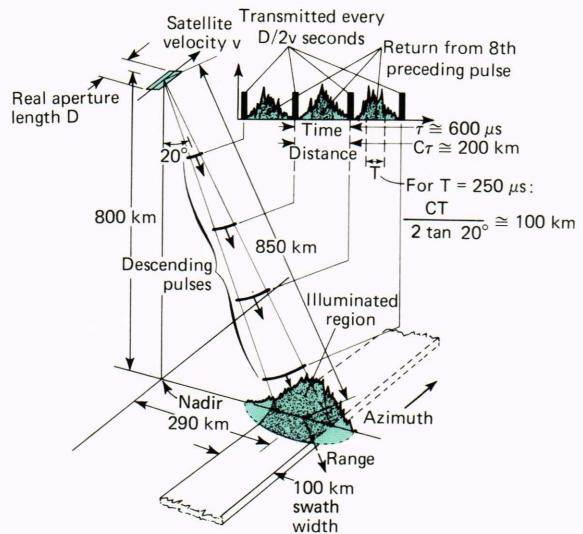 Satellite
velocity v
Transmitted every
D/2v seconds
Return from 8th
preceding pulse
Real aperture
length D
Time
τ ≅ 600 μs
Distance
Cτ ≅ 200 km
T
20°
For T = 250 μs:
CT
2 tan 20°
≅ 100 km
800 km
850 km
Descending
pulses
Illuminated
region
Nadir
290 km
Azimuth
Range
100 km
swath
width